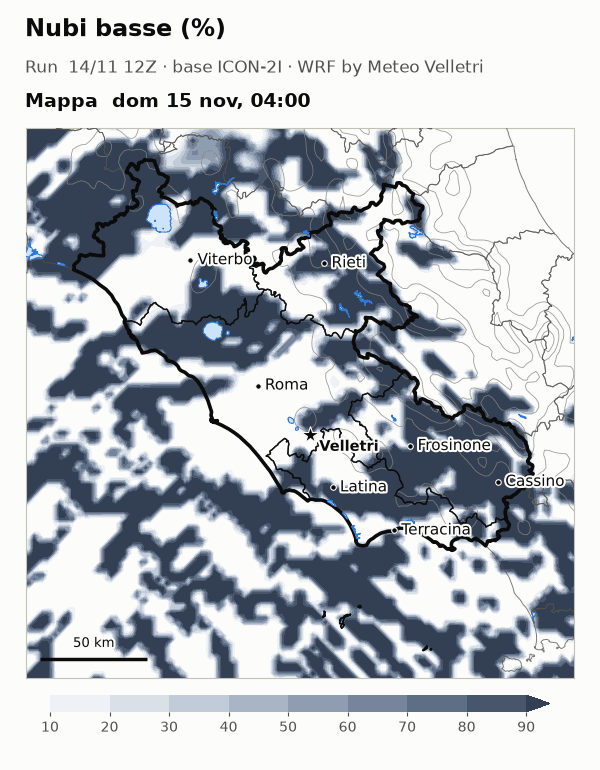 Nubi basse (%)
Run 14/11 12Z · base ICON-2I · WRF by Meteo Velletri
Mappa dom 15 nov, 04:00
Viterbo
Rieti
Roma
Velletri
Frosinone
Cassino
Latina
Terracina
50 km
10 20 30 40 50 60 70 80 90